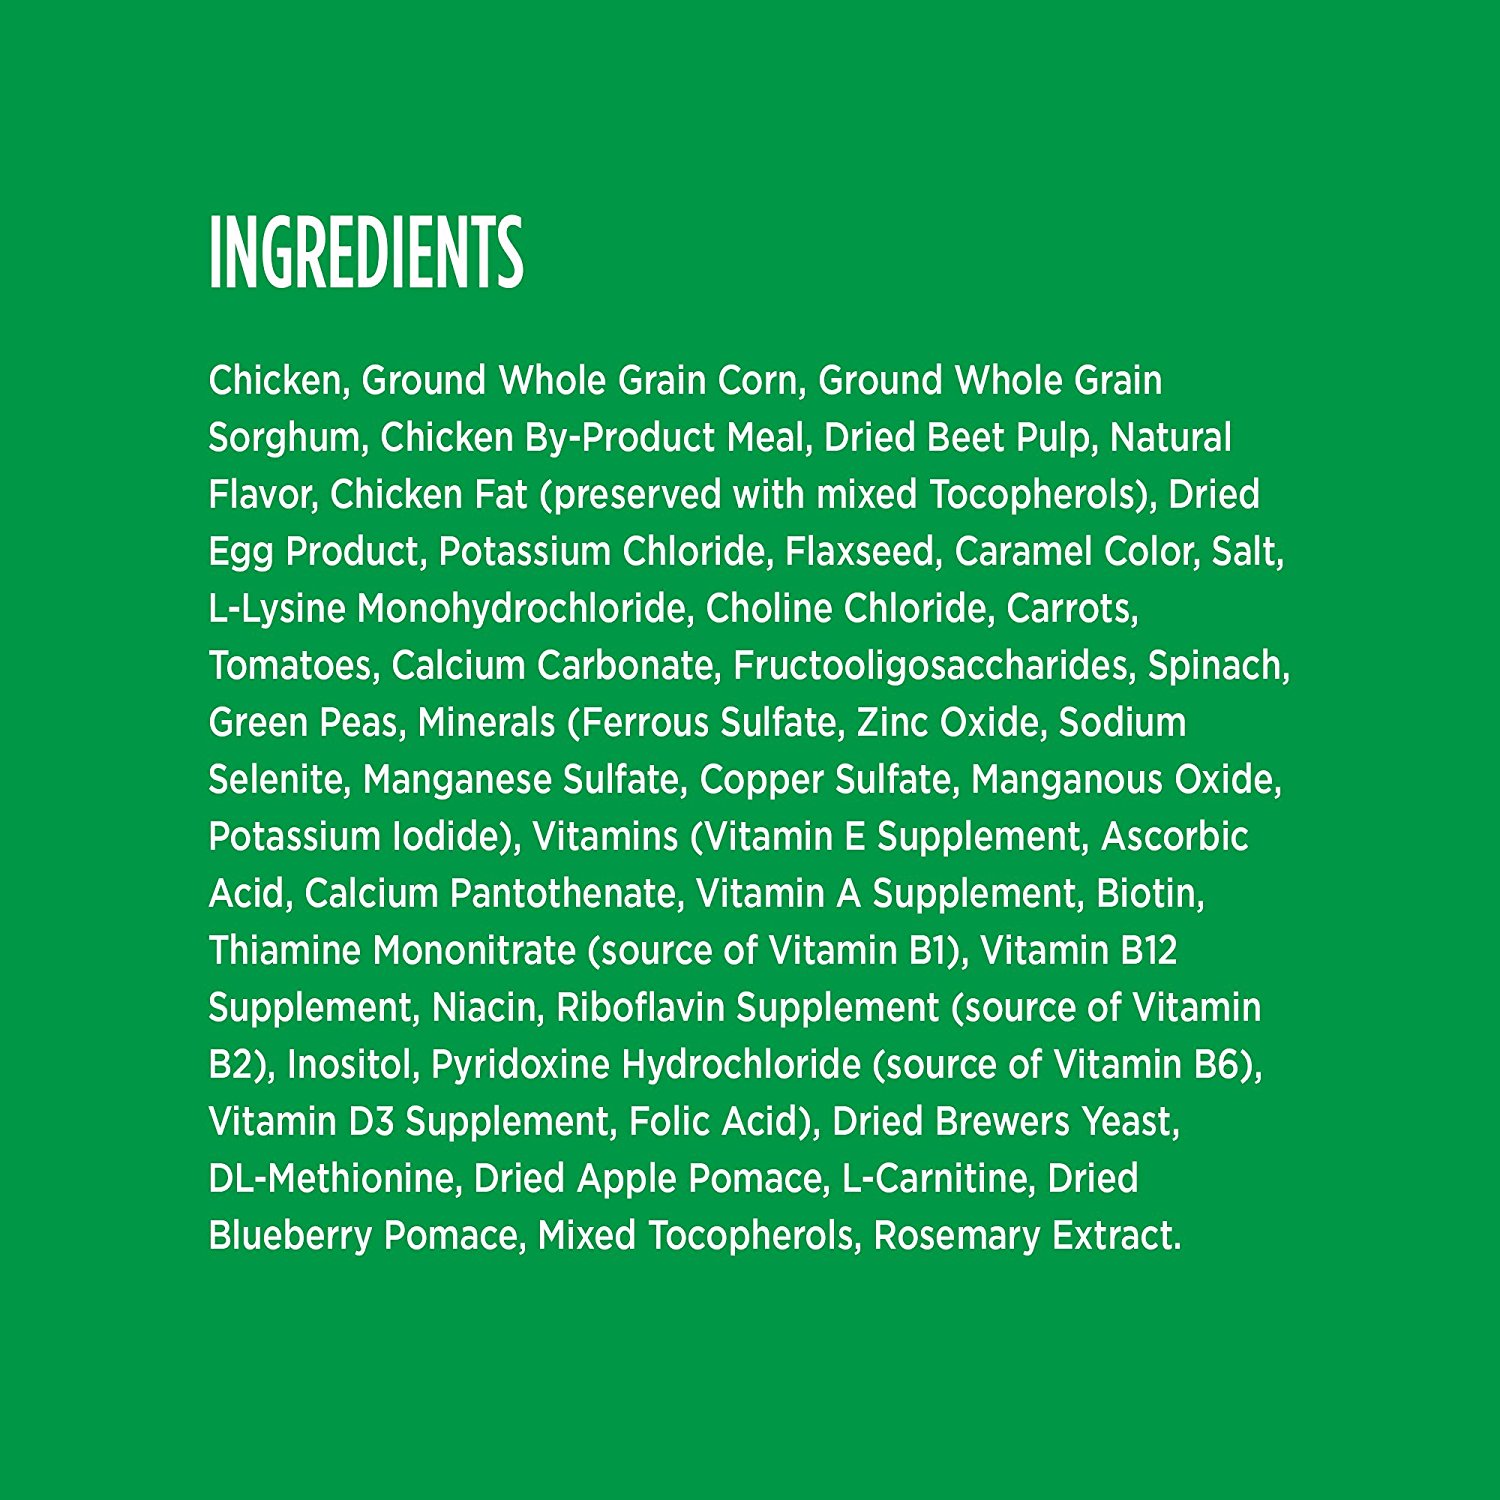 INGREDIENTS
Chicken, Ground Whole Grain Corn, Ground Whole Grain
Sorghum, Chicken By-Product Meal, Dried Beet Pulp, Natural
Flavor, Chicken Fat (preserved with mixed Tocopherols), Dried
Egg Product, Potassium Chloride, Flaxseed, Caramel Color, Salt,
L-Lysine Monohydrochloride, Choline Chloride, Carrots,
Tomatoes, Calcium Carbonate, Fructooligosaccharides, Spinach,
Green Peas, Minerals (Ferrous Sulfate, Zinc Oxide, Sodium
Selenite, Manganese Sulfate, Copper Sulfate, Manganous Oxide,
Potassium Iodide), Vitamins (Vitamin E Supplement, Ascorbic
Acid, Calcium Pantothenate, Vitamin A Supplement, Biotin,
Thiamine Mononitrate (source of Vitamin B1), Vitamin B12
Supplement, Niacin, Riboflavin Supplement (source of Vitamin
B2), Inositol, Pyridoxine Hydrochloride (source of Vitamin B6),
Vitamin D3 Supplement, Folic Acid), Dried Brewers Yeast,
DL-Methionine, Dried Apple Pomace, L-Carnitine, Dried
Blueberry Pomace, Mixed Tocopherols, Rosemary Extract.